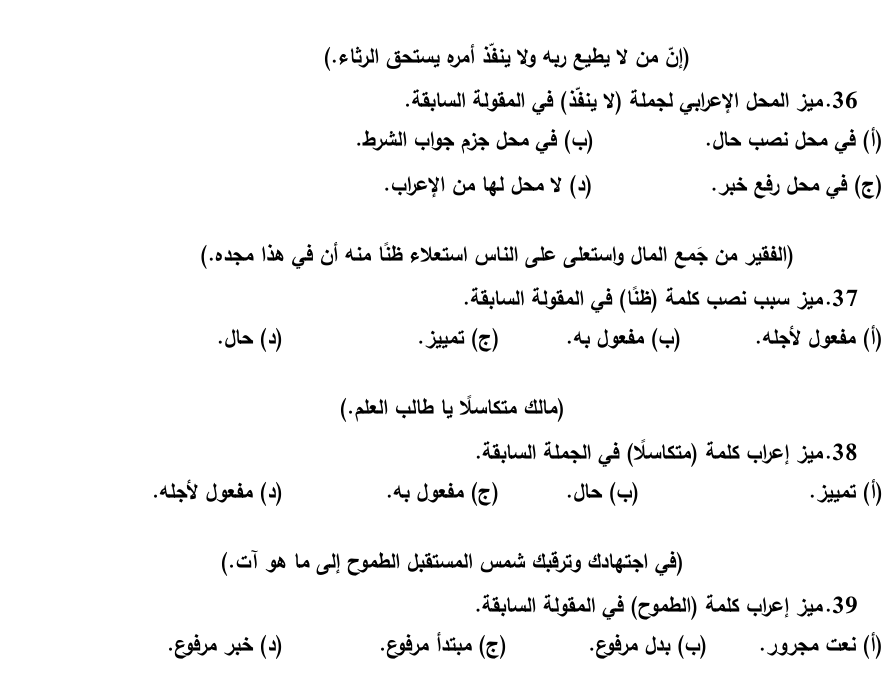 (إنّ من لا يطيع ربه ولا ينفّذ أمره يستحق الرثاء.)
36.ميز المحل الإعرابي لجملة (لا ينفّذ) في المقولة السابقة.
(أ) في محل نصب حال. (ب) في محل جزم جواب الشرط.
(ج) في محل رفع خبر. (د) لا محل لها من الإعراب.
(الفقير من جَمع المال واستعلى على الناس استعلاء ظنًا منه أن في هذا مجده.)
37.ميز سبب نصب كلمة (ظنًا) في المقولة السابقة.
(أ) مفعول لأجله. (ب) مفعول به. (ج) تمييز. (د) حال.
(مالك متكاسلًا يا طالب العلم.)
38.ميز إعراب كلمة (متكاسلًا) في الجملة السابقة.
(أ) تمييز. (ب) حال. (ج) مفعول به. (د) مفعول لأجله.
(في اجتهادك وترقبك شمس المستقبل الطموح إلى ما هو آت.)
39.ميز إعراب كلمة (الطموح) في المقولة السابقة.
(أ) نعت مجرور. (ب) بدل مرفوع. (ج) مبتدأ مرفوع. (د) خبر مرفوع.